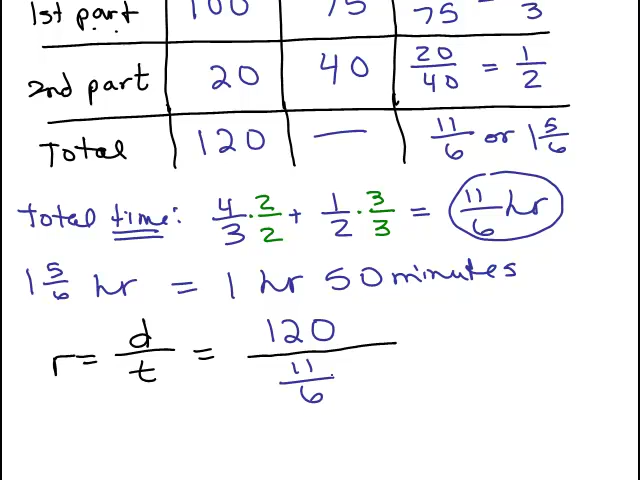 1st part 100 75 75 - 3
2nd part 20 40 20/40 = 1/2
Total 120 — 11/6 or 1 5/6
Total time: 4/3 · 2/2 + 1/2 · 3/3 = 11/6 hr
1 5/6 hr = 1 hr 50 minutes
r = d/t = 120/(11/6)